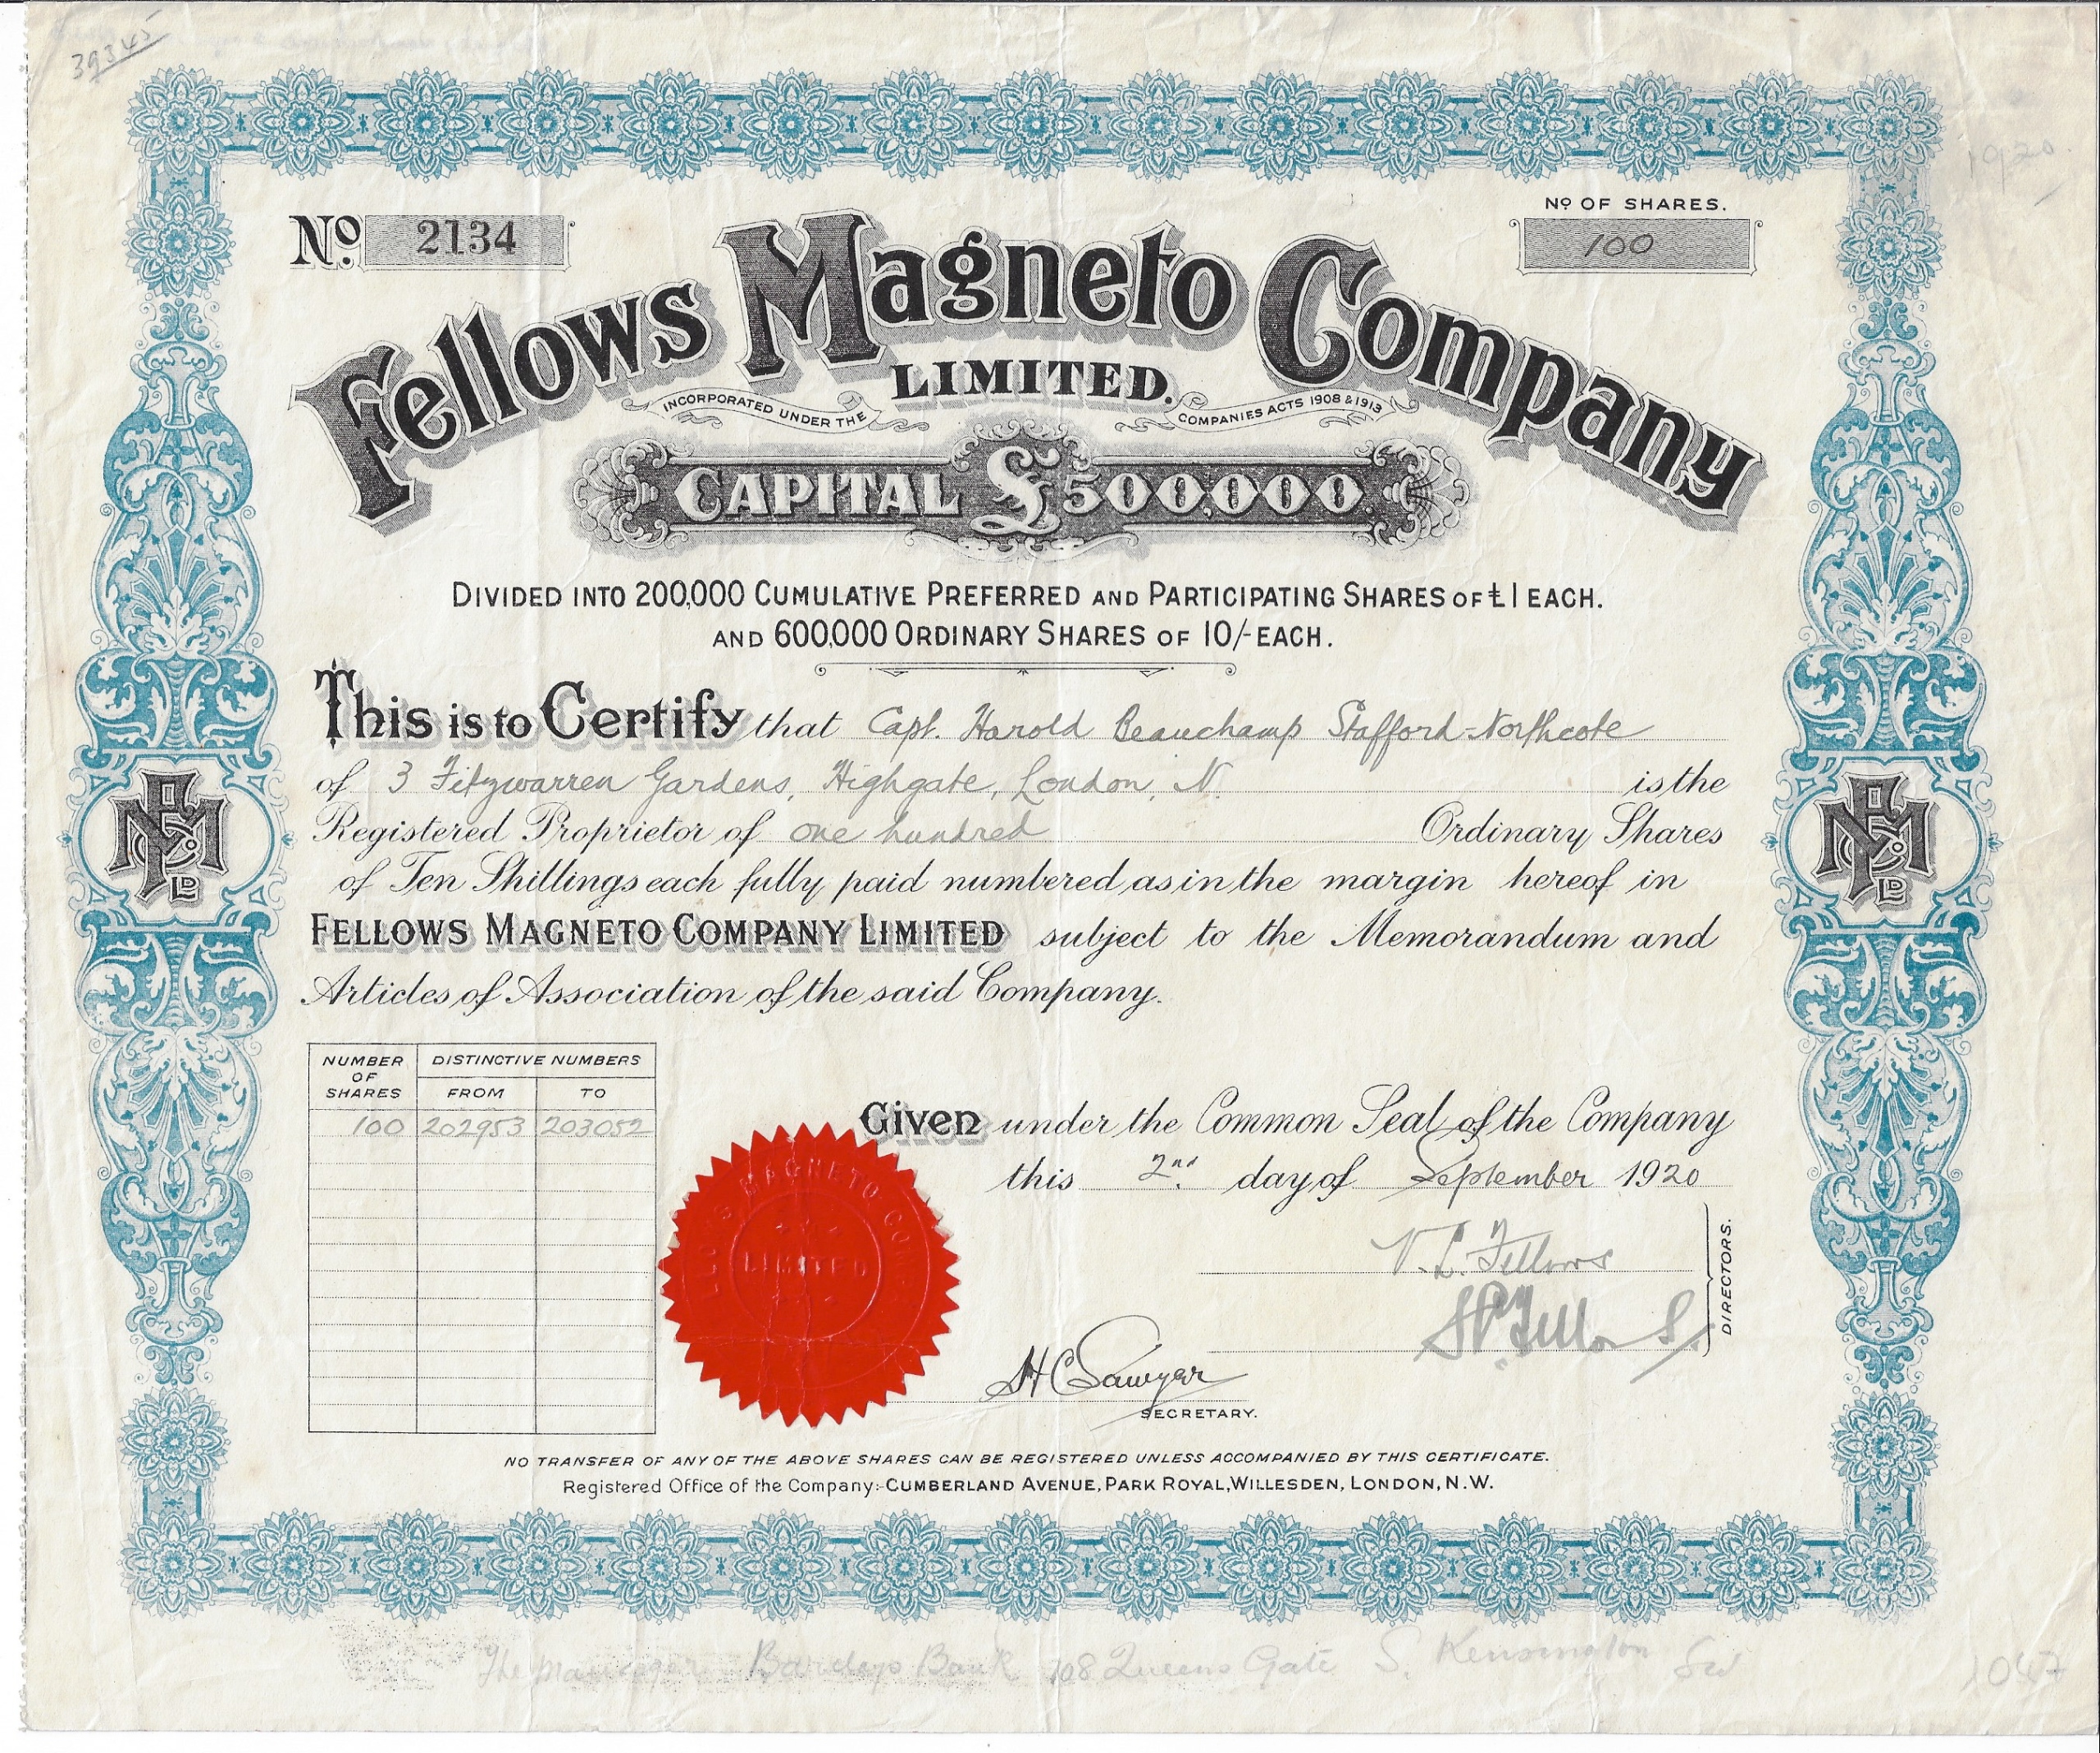 39345
1920
No. 2134
No OF SHARES.
100
Fellows Magneto Company
LIMITED.
INCORPORATED UNDER THE COMPANIES ACTS 1908 & 1913
CAPITAL £500,000.
DIVIDED INTO 200,000 CUMULATIVE PREFERRED AND PARTICIPATING SHARES OF £1 EACH.
AND 600,000 ORDINARY SHARES OF 10/- EACH.
This is to Certify that Capt. Harold Beauchamp Stafford-Northcote
of 3 Fitzwarren Gardens, Highgate, London, N. is the
Registered Proprietor of one hundred Ordinary Shares
of Ten Shillings each fully paid numbered as in the margin hereof in
FELLOWS MAGNETO COMPANY LIMITED subject to the Memorandum and
Articles of Association of the said Company.
NUMBER OF SHARES
DISTINCTIVE NUMBERS
FROM TO
100 202953 203052
Given under the Common Seal of the Company
this 2nd. day of September 1920
FELLOWS MAGNETO CO
LIMITED
V. L. Fellows
DIRECTORS.
H C Sawyer
SECRETARY.
NO TRANSFER OF ANY OF THE ABOVE SHARES CAN BE REGISTERED UNLESS ACCOMPANIED BY THIS CERTIFICATE.
Registered Office of the Company:- CUMBERLAND AVENUE, PARK ROYAL, WILLESDEN, LONDON, N.W.
The manager Barclays Bank 108 Queens Gate S. Kensington SW
1047